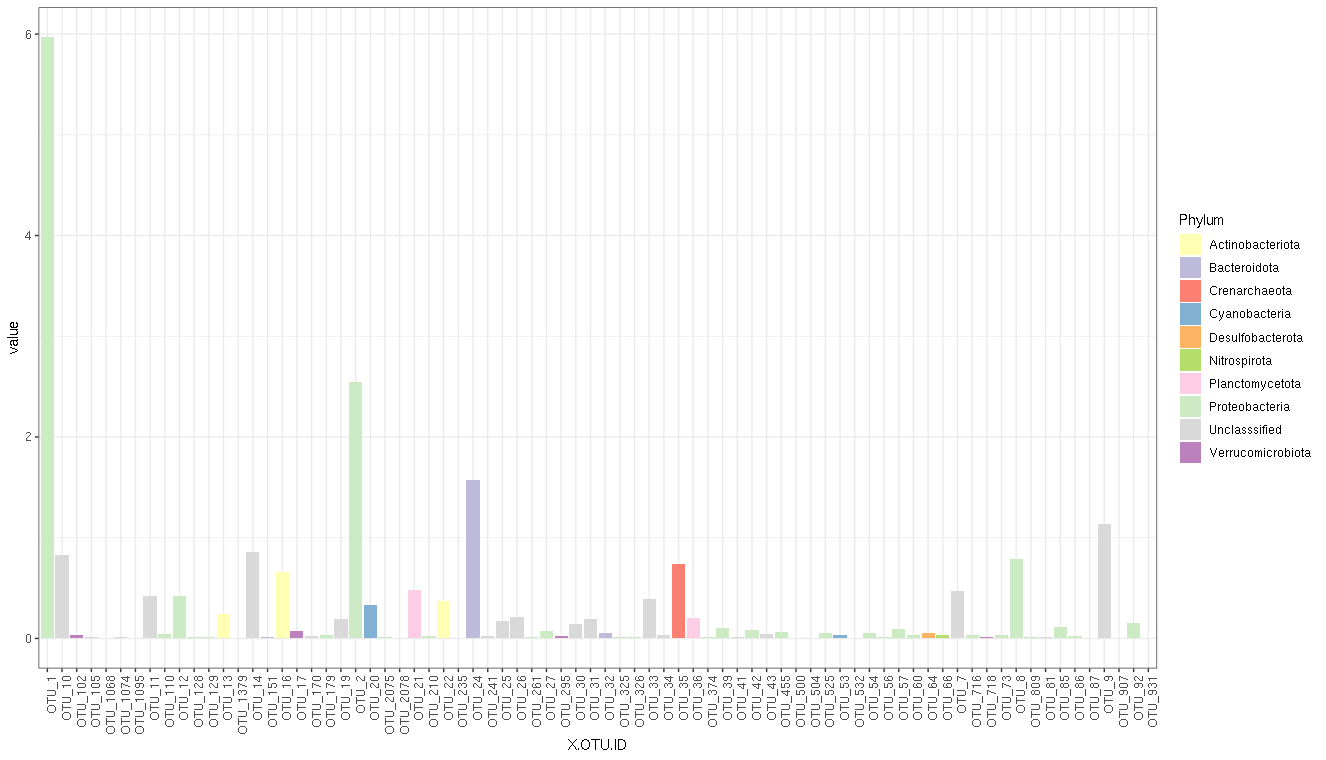 6
4
2
0
value
OTU_1
OTU_10
OTU_102
OTU_105
OTU_1068
OTU_1074
OTU_1095
OTU_11
OTU_110
OTU_12
OTU_128
OTU_129
OTU_13
OTU_1379
OTU_14
OTU_151
OTU_16
OTU_17
OTU_170
OTU_179
OTU_19
OTU_2
OTU_20
OTU_2075
OTU_2078
OTU_21
OTU_210
OTU_22
OTU_235
OTU_24
OTU_241
OTU_25
OTU_26
OTU_261
OTU_27
OTU_295
OTU_30
OTU_31
OTU_32
OTU_325
OTU_326
OTU_33
OTU_34
OTU_35
OTU_36
OTU_374
OTU_39
OTU_41
OTU_42
OTU_43
OTU_455
OTU_500
OTU_504
OTU_525
OTU_53
OTU_532
OTU_54
OTU_56
OTU_57
OTU_60
OTU_64
OTU_66
OTU_7
OTU_716
OTU_718
OTU_73
OTU_8
OTU_809
OTU_81
OTU_85
OTU_86
OTU_87
OTU_9
OTU_907
OTU_92
OTU_931
X.OTU.ID
Phylum
Actinobacteriota
Bacteroidota
Crenarchaeota
Cyanobacteria
Desulfobacterota
Nitrospirota
Planctomycetota
Proteobacteria
Unclasssified
Verrucomicrobiota